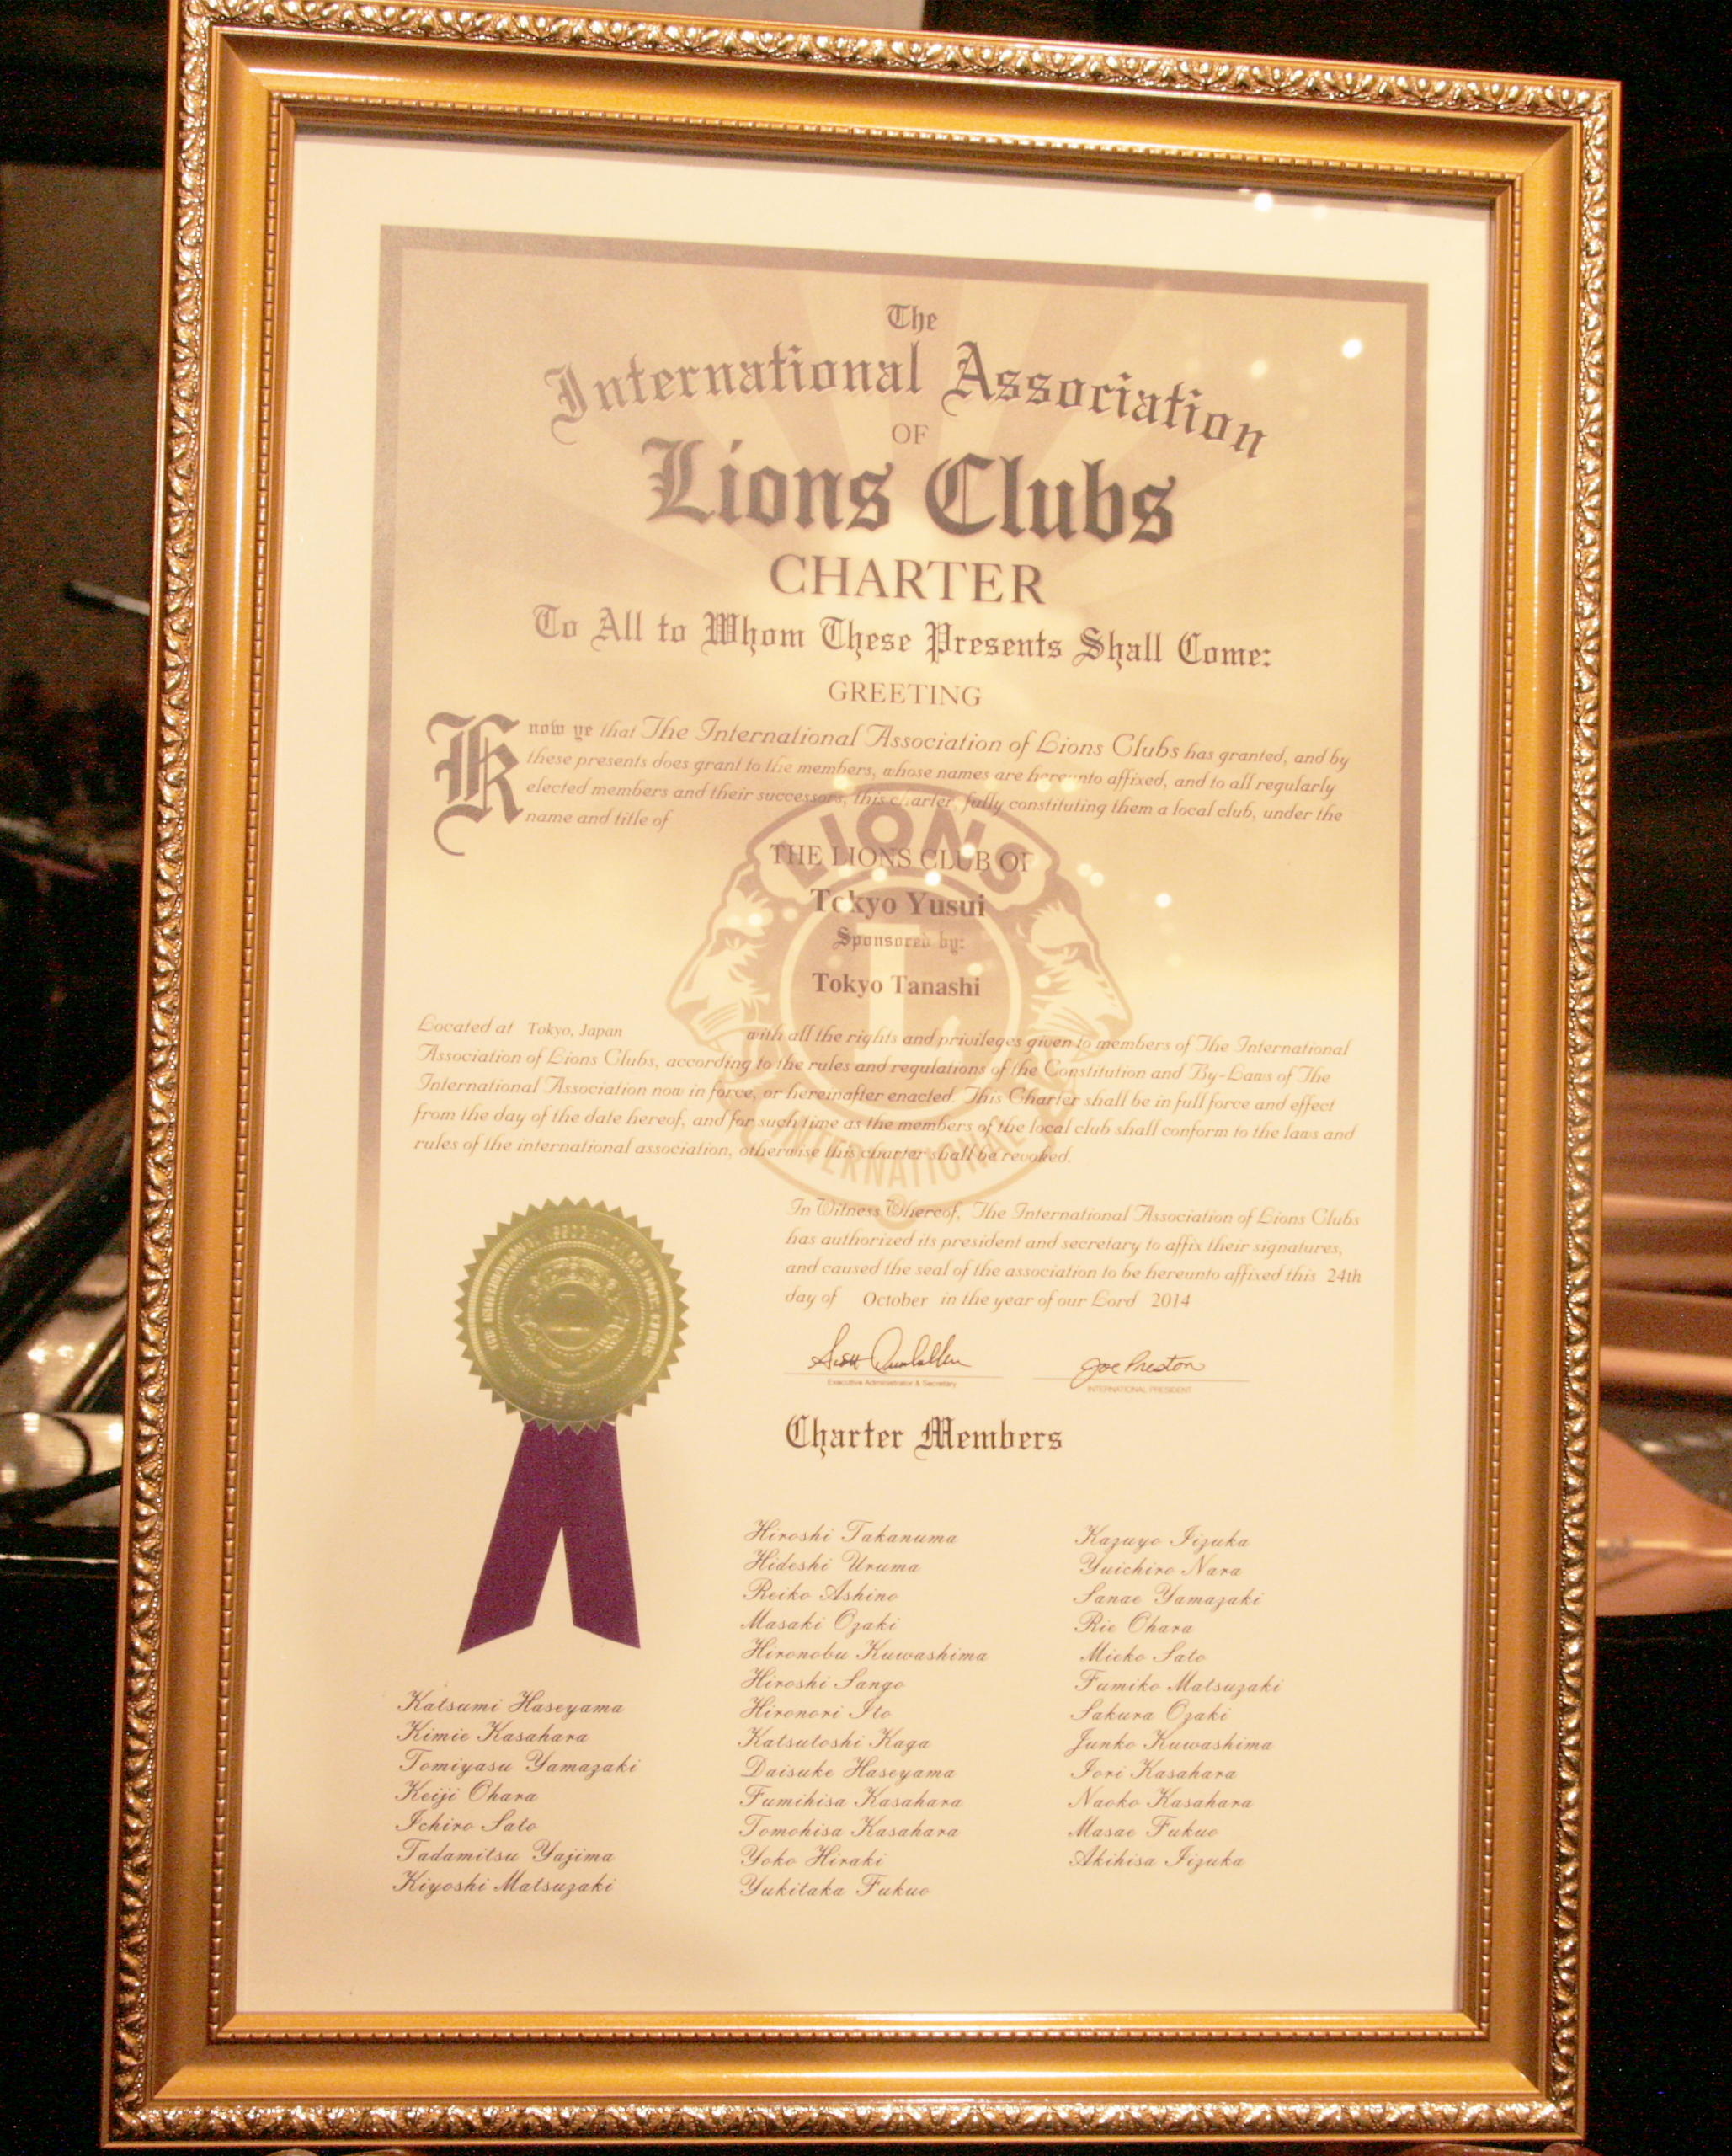 The
International Association
OF
Lions Clubs
CHARTER
To All to Whom These Presents Shall Come:
GREETING
Know ye that The International Association of Lions Clubs has granted, and by
these presents does grant to the members, whose names are hereunto affixed, and to all regularly
elected members and their successors, this charter, fully constituting them a local club, under the
name and title of
THE LIONS CLUB OF
Tokyo Yusui
Sponsored by:
Tokyo Tanashi
Located at Tokyo, Japan with all the rights and privileges given to members of The International
Association of Lions Clubs, according to the rules and regulations of the Constitution and By-Laws of The
International Association now in force, or hereinafter enacted. This Charter shall be in full force and effect
from the day of the date hereof, and for such time as the members of the local club shall conform to the laws and
rules of the international association, otherwise this charter shall be revoked.
LIONS
L
INTERNATIONAL
In Witness Whereof, The International Association of Lions Clubs
has authorized its president and secretary to affix their signatures,
and caused the seal of the association to be hereunto affixed this 24th
day of October in the year of our Lord 2014
Joe Preston
Executive Administrator & Secretary
INTERNATIONAL PRESIDENT
Charter Members
Katsumi Haseyama
Kimie Kasahara
Tomiyasu Yamazaki
Keiji Ohara
Ichiro Sato
Tadamitsu Yajima
Kiyoshi Matsuzaki
Hiroshi Takanuma
Hideshi Uruma
Reiko Ashino
Masaki Ozaki
Hironobu Kuwashima
Hiroshi Sango
Hironori Ito
Katsutoshi Kaga
Daisuke Haseyama
Fumihisa Kasahara
Tomohisa Kasahara
Yoko Hiraki
Yukitaka Fukuo
Kazuyo Iizuka
Yuichiro Nara
Sanae Yamazaki
Rie Ohara
Mieko Sato
Fumiko Matsuzaki
Sakura Ozaki
Junko Kuwashima
Iori Kasahara
Naoko Kasahara
Masae Fukuo
Akihisa Iizuka